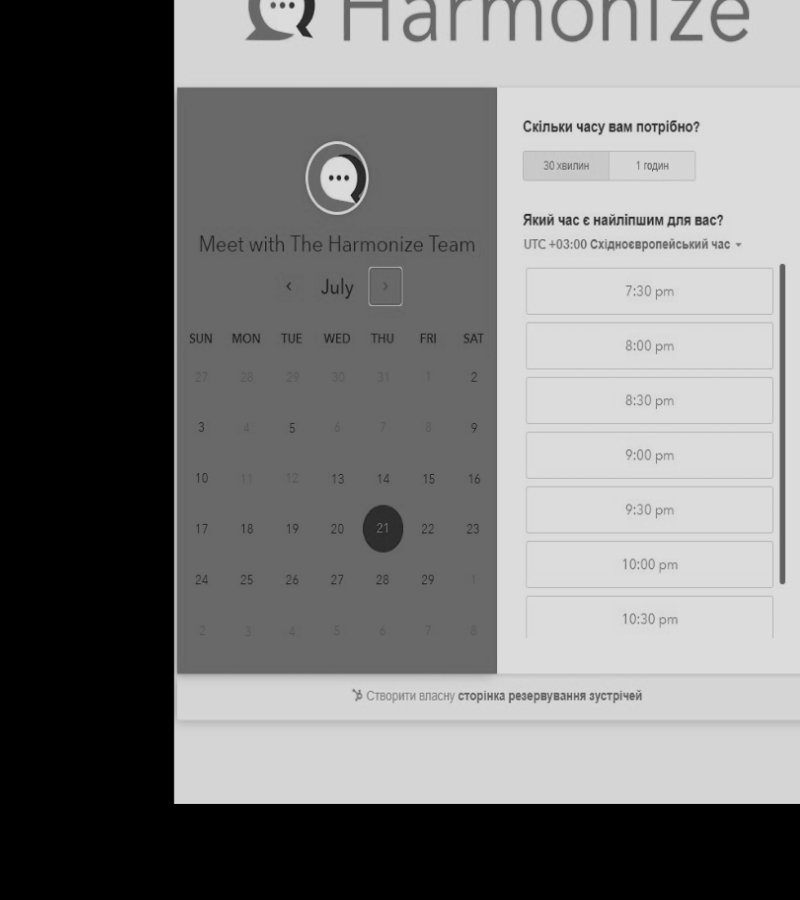 Harmonize
Meet with The Harmonize Team
July
SUN MON TUE WED THU FRI SAT
27 28 29 30 31 1 2
3 4 5 6 7 8 9
10 11 12 13 14 15 16
17 18 19 20 21 22 23
24 25 26 27 28 29 1
2 3 4 5 6 7 8
Скільки часу вам потрібно?
30 хвилин 1 годин
Який час є найліпшим для вас?
UTC +03:00 Східноєвропейський час
7:30 pm
8:00 pm
8:30 pm
9:00 pm
9:30 pm
10:00 pm
10:30 pm
Створити власну сторінка резервування зустрічей